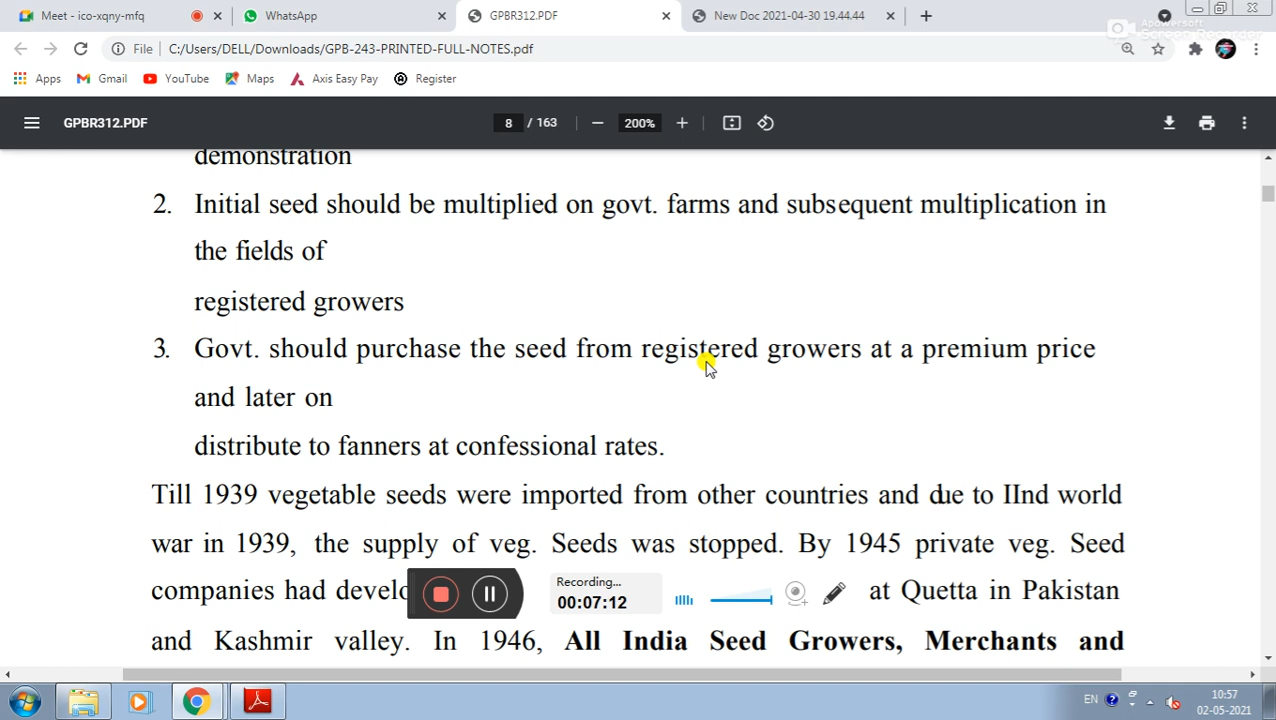 Meet - ico-xqny-mfq
WhatsApp
GPBR312.PDF
New Doc 2021-04-30 19.44.44
Apowersoft
Screen Recorder
File
C:/Users/DELL/Downloads/GPB-243-PRINTED-FULL-NOTES.pdf
Apps
Gmail
YouTube
Maps
Axis Easy Pay
Register
GPBR312.PDF
8 / 163
200%
demonstration
2. Initial seed should be multiplied on govt. farms and subsequent multiplication in
the fields of
registered growers
3. Govt. should purchase the seed from registered growers at a premium price
and later on
distribute to fanners at confessional rates.
Till 1939 vegetable seeds were imported from other countries and due to IInd world
war in 1939, the supply of veg. Seeds was stopped. By 1945 private veg. Seed
companies had develo at Quetta in Pakistan
Recording...
00:07:12
and Kashmir valley. In 1946, All India Seed Growers, Merchants and
EN
10:57
02-05-2021